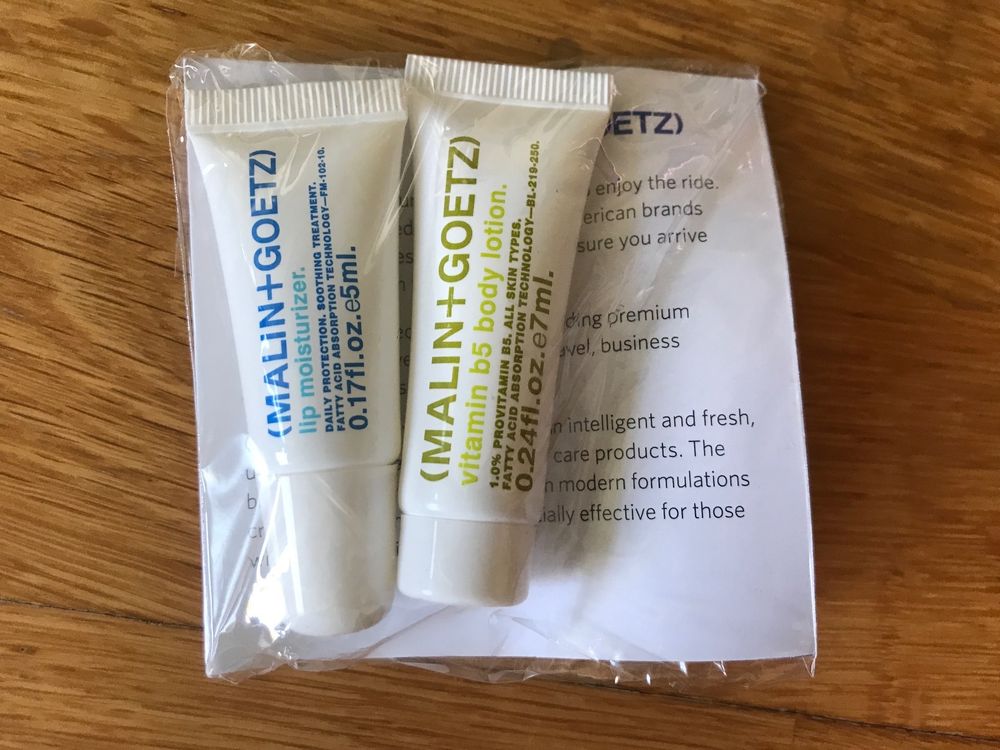 (MALIN+GOETZ)
lip moisturizer.
DAILY PROTECTION. SOOTHING TREATMENT.
FATTY ACID ABSORPTION TECHNOLOGY—FM-102-10.
0.17fl.oz.e5ml.
(MALIN+GOETZ)
vitamin b5 body lotion.
1.0% PROVITAMIN B5. ALL SKIN TYPES.
FATTY ACID ABSORPTION TECHNOLOGY—BL-219-250.
0.24fl.oz.e7ml.
OETZ)
enjoy the ride.
erican brands
sure you arrive
ding premium
avel, business
intelligent and fresh,
care products. The
modern formulations
ially effective for those